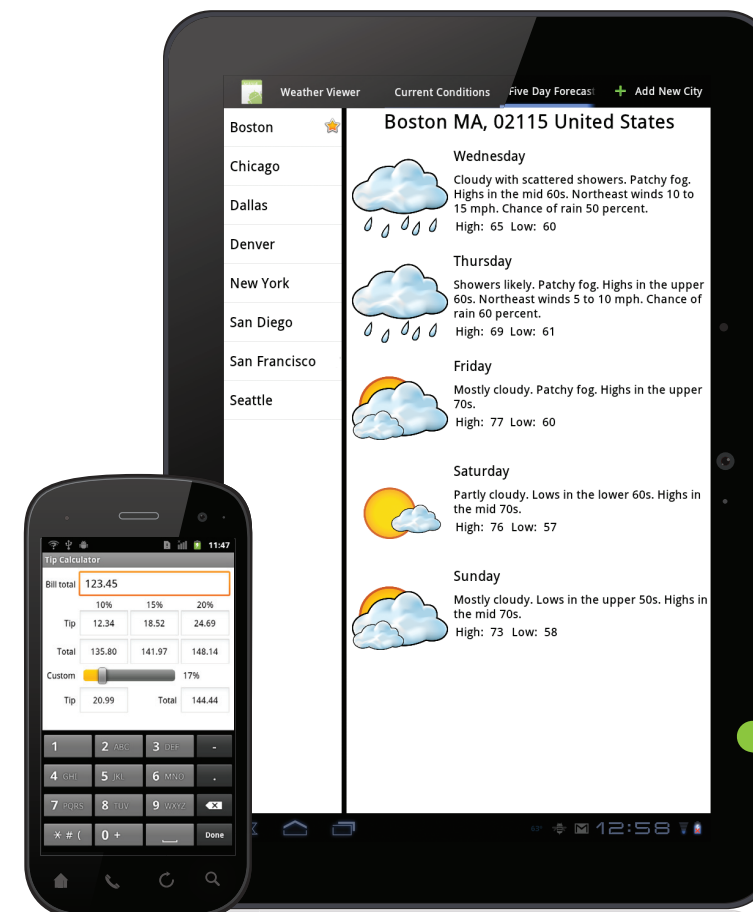 Weather Viewer Current Conditions Five Day Forecast + Add New City
Boston
Chicago
Dallas
Denver
New York
San Diego
San Francisco
Seattle
Boston MA, 02115 United States
Wednesday
Cloudy with scattered showers. Patchy fog.
Highs in the mid 60s. Northeast winds 10 to
15 mph. Chance of rain 50 percent.
High: 65 Low: 60
Thursday
Showers likely. Patchy fog. Highs in the upper
60s. Northeast winds 5 to 10 mph. Chance of
rain 60 percent.
High: 69 Low: 61
Friday
Mostly cloudy. Patchy fog. Highs in the upper
70s.
High: 77 Low: 60
Saturday
Partly cloudy. Lows in the lower 60s. Highs in
the mid 70s.
High: 76 Low: 57
Sunday
Mostly cloudy. Lows in the upper 50s. Highs in
the mid 70s.
High: 73 Low: 58
12:58
11:47
Tip Calculator
Bill total 123.45
10% 15% 20%
Tip 12.34 18.52 24.69
Total 135.80 141.97 148.14
Custom 17%
Tip 20.99 Total 144.44
1 2 ABC 3 DEF -
4 GHI 5 JKL 6 MNO .
7 PQRS 8 TUV 9 WXYZ
* # ( 0 + Done